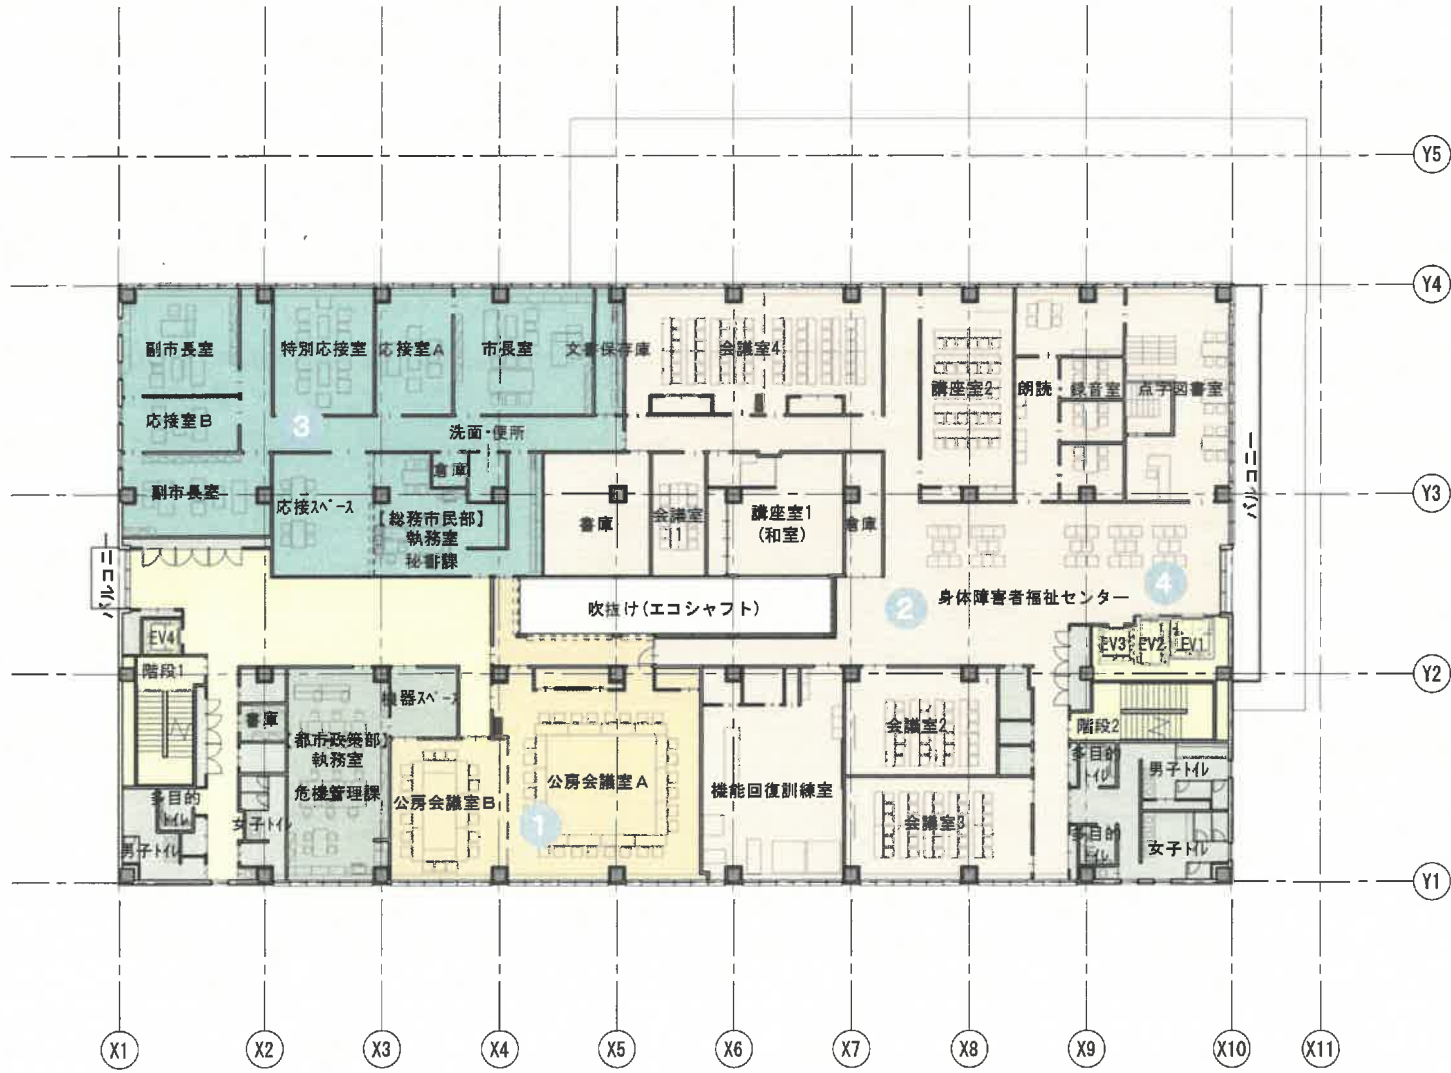 Y5
Y4
副市長室
特別応接室
応接室A
市長室
文書保存庫
会議室4
講座室2
朗読
録音室
点字図書室
応接室B
3
洗面・便所
倉庫
バルコニー
副市長室
応接スペース
【総務市民部】
執務室
秘書課
書庫
会議室
1
講座室1
(和室)
倉庫
Y3
バルコニー
吹抜け(エコシャフト)
2
身体障害者福祉センター
4
EV4
EV3
EV2
EV1
階段1
Y2
機器スペース
書庫
【都市政策部】
執務室
危機管理課
会議室2
階段2
多目的
トイレ
男子トイレ
公房会議室B
公房会議室A
1
機能回復訓練室
会議室3
多目的
トイレ
男子トイレ
女子トイレ
多目的
トイレ
女子トイレ
Y1
X1
X2
X3
X4
X5
X6
X7
X8
X9
X10
X11